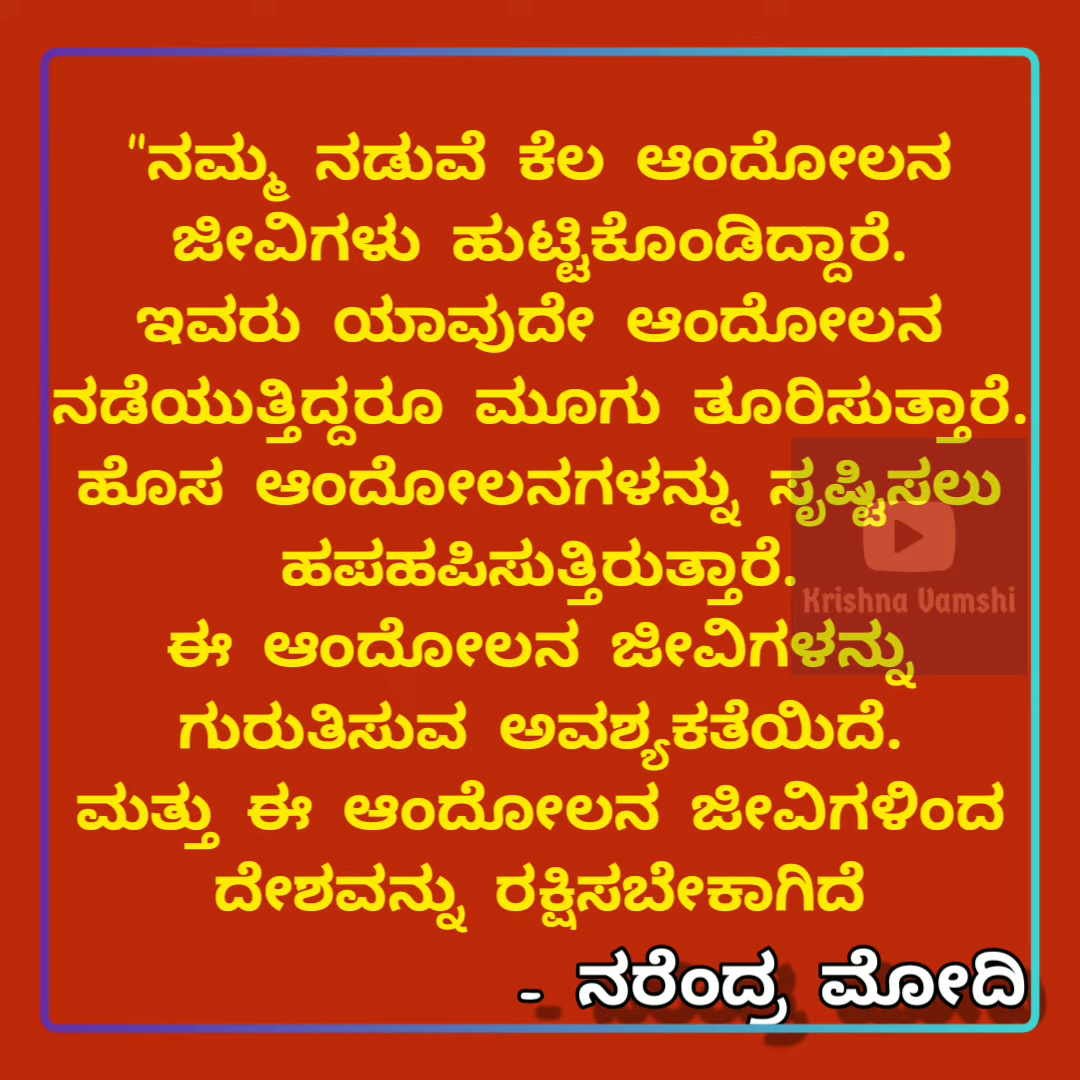 "ನಮ್ಮ ನಡುವೆ ಕೆಲ ಆಂದೋಲನ
ಜೀವಿಗಳು ಹುಟ್ಟಿಕೊಂಡಿದ್ದಾರೆ.
ಇವರು ಯಾವುದೇ ಆಂದೋಲನ
ನಡೆಯುತ್ತಿದ್ದರೂ ಮೂಗು ತೂರಿಸುತ್ತಾರೆ.
ಹೊಸ ಆಂದೋಲನಗಳನ್ನು ಸೃಷ್ಟಿಸಲು
ಹಪಹಪಿಸುತ್ತಿರುತ್ತಾರೆ.
Krishna Vamshi
ಈ ಆಂದೋಲನ ಜೀವಿಗಳನ್ನು
ಗುರುತಿಸುವ ಅವಶ್ಯಕತೆಯಿದೆ.
ಮತ್ತು ಈ ಆಂದೋಲನ ಜೀವಿಗಳಿಂದ
ದೇಶವನ್ನು ರಕ್ಷಿಸಬೇಕಾಗಿದೆ
- ನರೆಂದ್ರ ಮೋದಿ